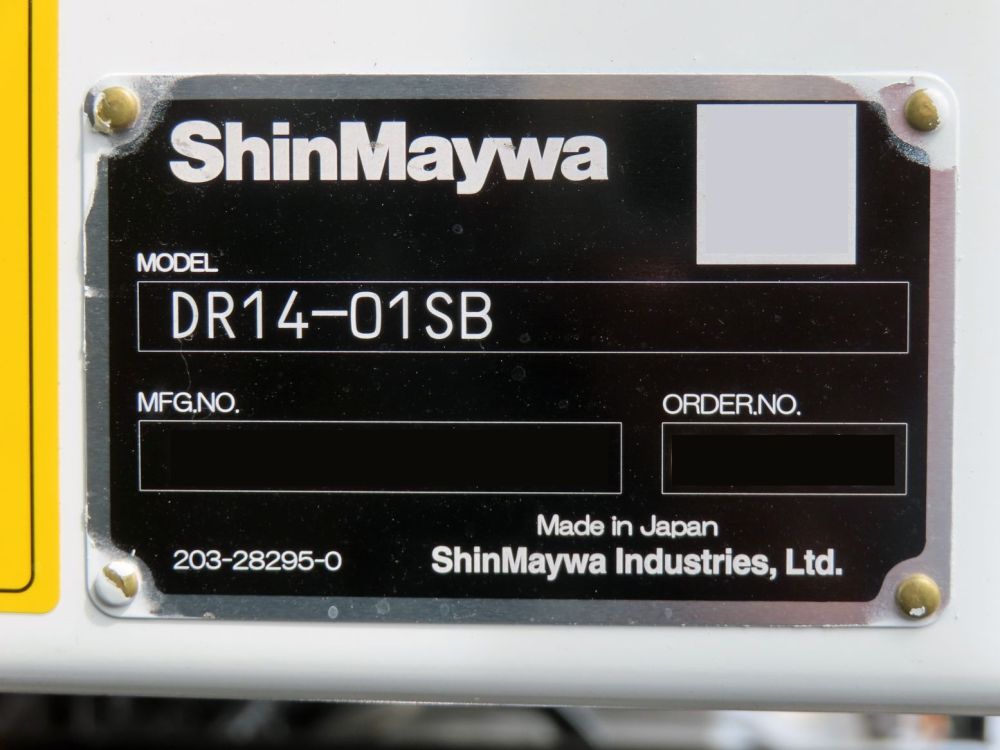 ShinMaywa
MODEL
DR14-01SB
MFG.NO.
ORDER.NO.
Made in Japan
203-28295-0
ShinMaywa Industries, Ltd.